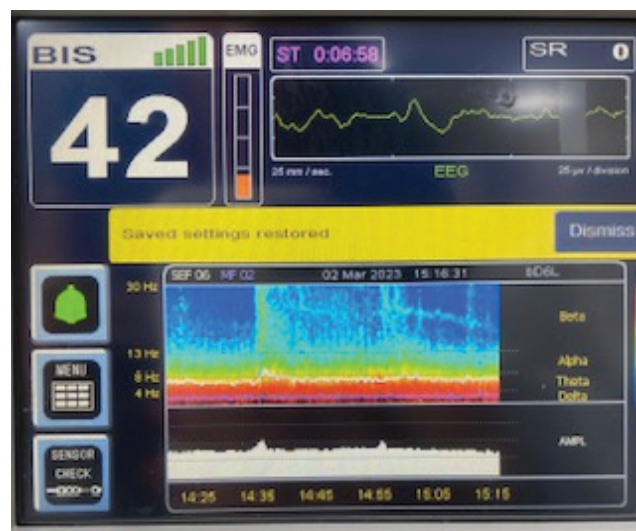 BIS
EMG
ST 0:06:58
SR 0
42
25 mm / sec.
EEG
25 µv / division
Saved settings restored
Dismiss
SEF 06 MF 02 02 Mar 2023 15:16:31
30 Hz
Beta
13 Hz
Alpha
8 Hz
Theta
4 Hz
Delta
MENU
AMPL
SENSOR
CHECK
14:25 14:35 14:45 14:55 15:05 15:15